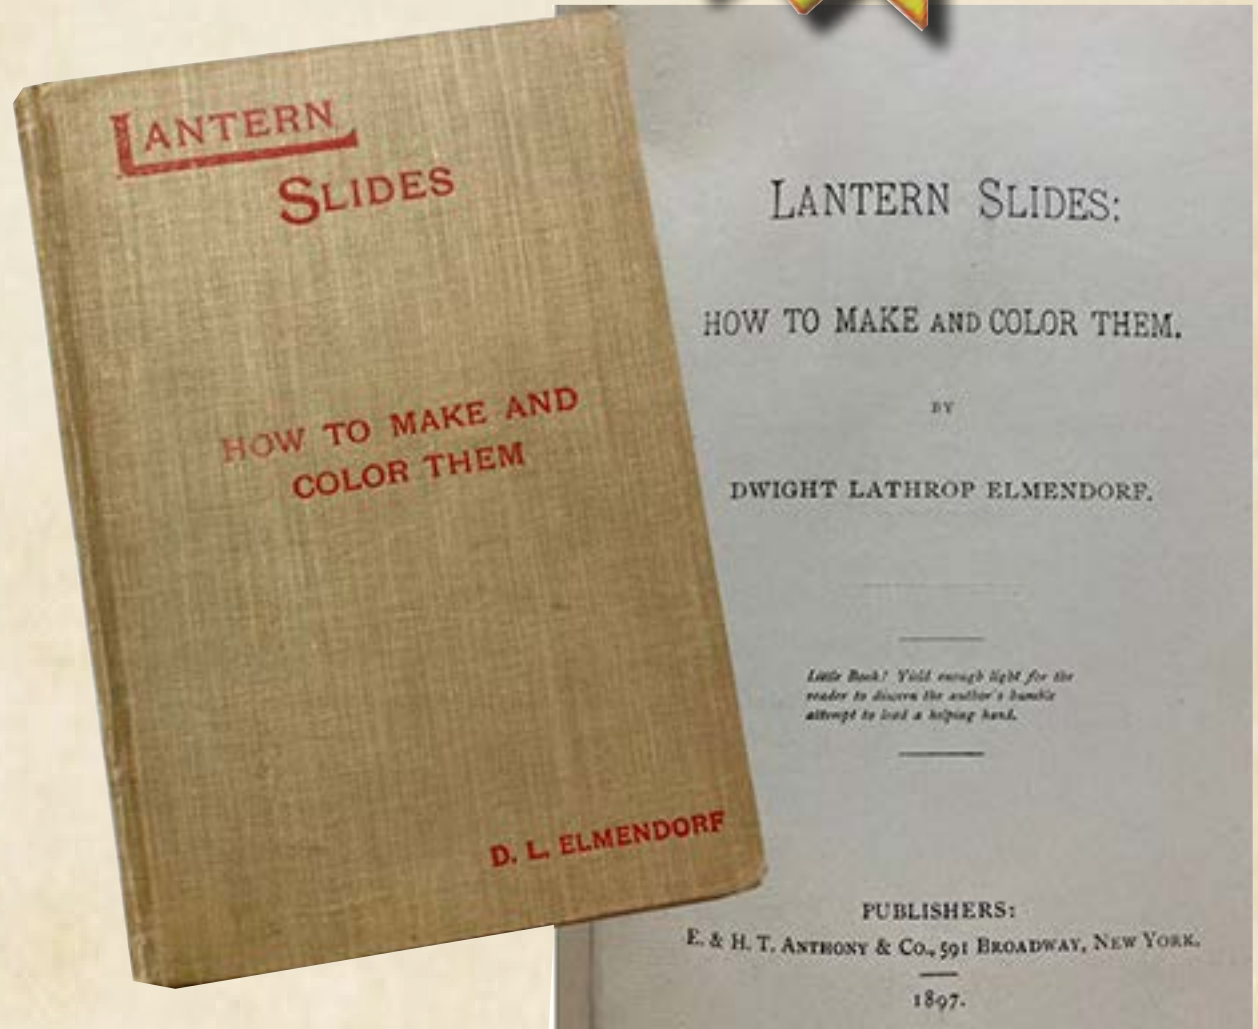 LANTERN
SLIDES
HOW TO MAKE AND
COLOR THEM
D. L. ELMENDORF
LANTERN SLIDES:
HOW TO MAKE AND COLOR THEM.
BY
DWIGHT LATHROP ELMENDORF.
Little Book! Yield enough light for the
reader to discern the author's humble
attempt to lend a helping hand.
PUBLISHERS:
E. & H. T. ANTHONY & CO., 591 BROADWAY, NEW YORK.
1897.